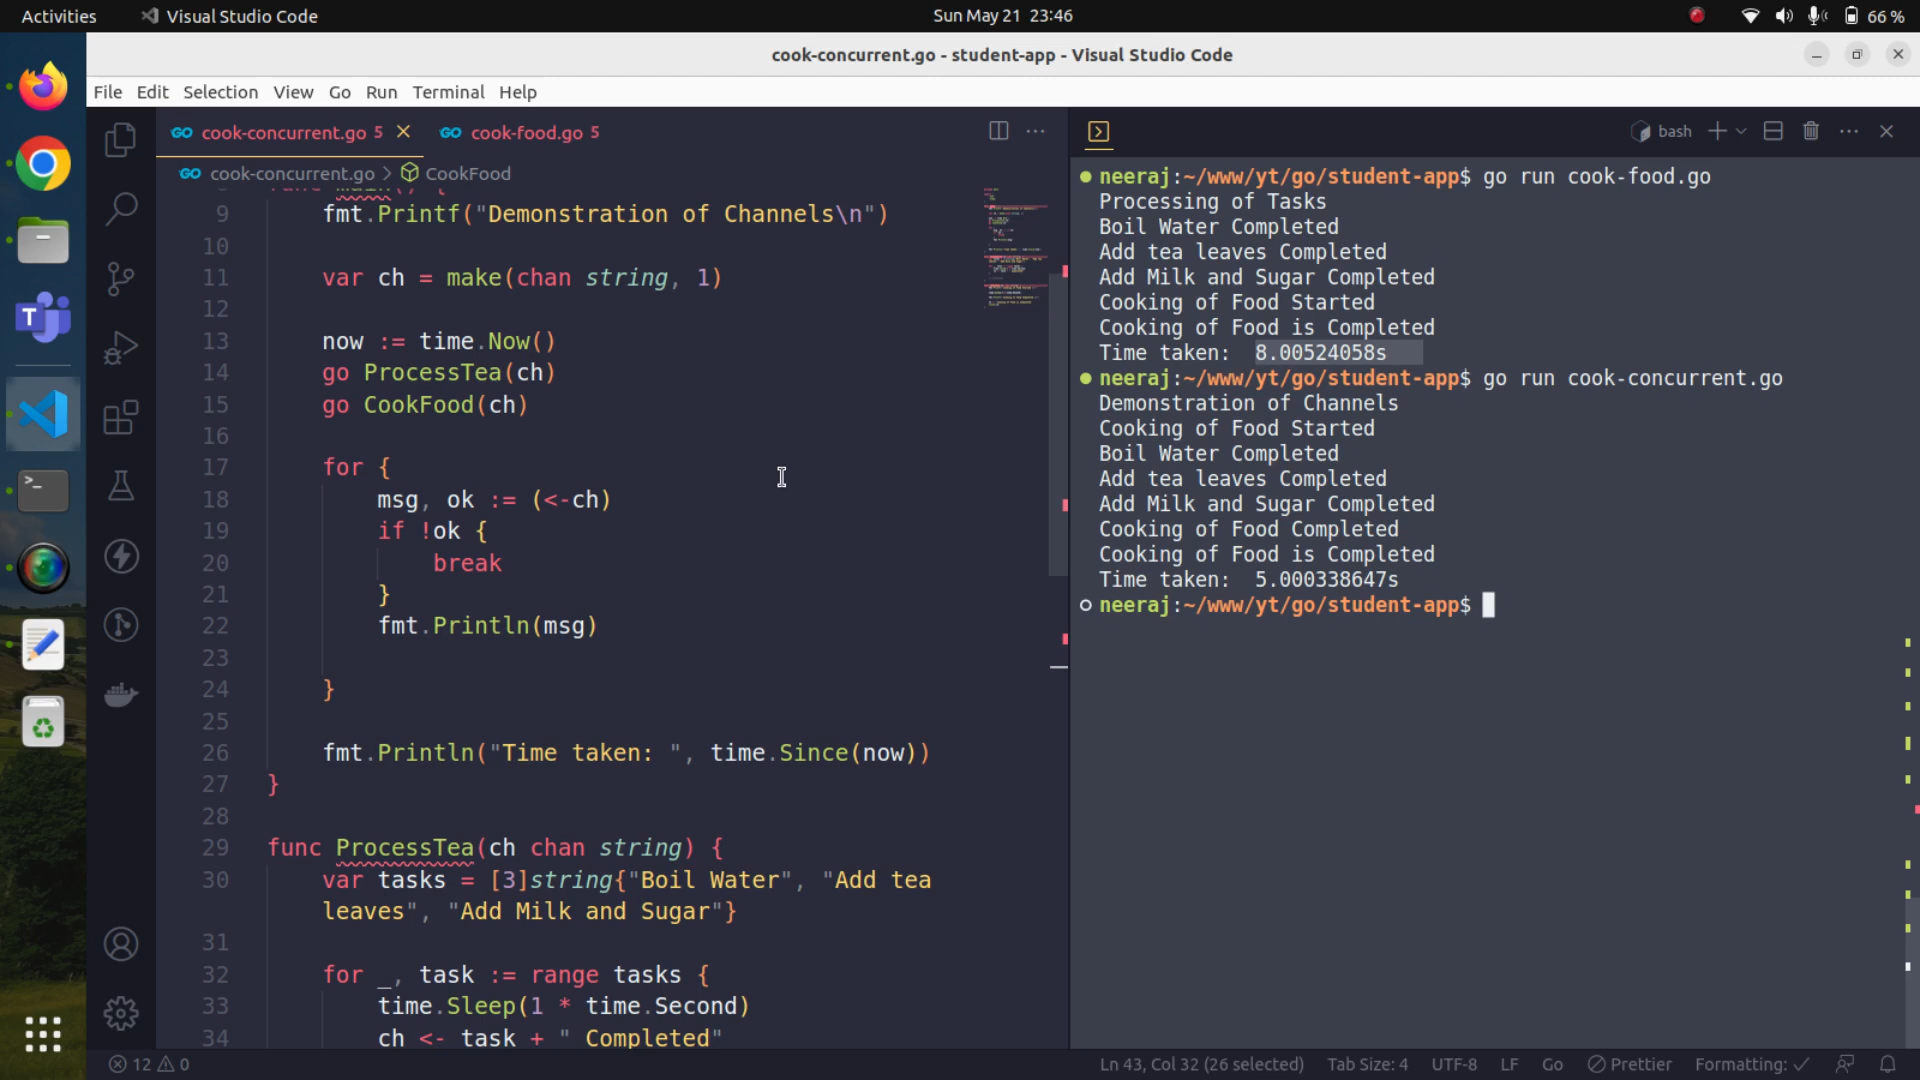 Activities
Visual Studio Code
Sun May 21 23:46
66 %
cook-concurrent.go - student-app - Visual Studio Code
File Edit Selection View Go Run Terminal Help
GO cook-concurrent.go 5
GO cook-food.go 5
GO cook-concurrent.go > CookFood
func main() {
9 fmt.Printf("Demonstration of Channels\n")
10
11 var ch = make(chan string, 1)
12
13 now := time.Now()
14 go ProcessTea(ch)
15 go CookFood(ch)
16
17 for {
18 msg, ok := (<-ch)
19 if !ok {
20 break
21 }
22 fmt.Println(msg)
23
24 }
25
26 fmt.Println("Time taken: ", time.Since(now))
27 }
28
29 func ProcessTea(ch chan string) {
30 var tasks = [3]string{"Boil Water", "Add tea
leaves", "Add Milk and Sugar"}
31
32 for _, task := range tasks {
33 time.Sleep(1 * time.Second)
34 ch <- task + " Completed"
bash
neeraj:~/www/yt/go/student-app$ go run cook-food.go
Processing of Tasks
Boil Water Completed
Add tea leaves Completed
Add Milk and Sugar Completed
Cooking of Food Started
Cooking of Food is Completed
Time taken: 8.00524058s
neeraj:~/www/yt/go/student-app$ go run cook-concurrent.go
Demonstration of Channels
Cooking of Food Started
Boil Water Completed
Add tea leaves Completed
Add Milk and Sugar Completed
Cooking of Food Completed
Cooking of Food is Completed
Time taken: 5.000338647s
neeraj:~/www/yt/go/student-app$
12 0
Ln 43, Col 32 (26 selected) Tab Size: 4 UTF-8 LF Go Prettier Formatting: ✓